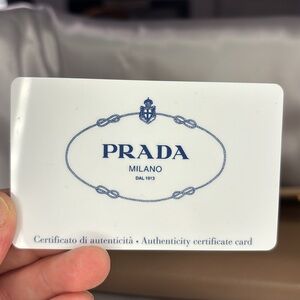 PRADA
MILANO
DAL 1913
Certificato di autenticità • Authenticity certificate card